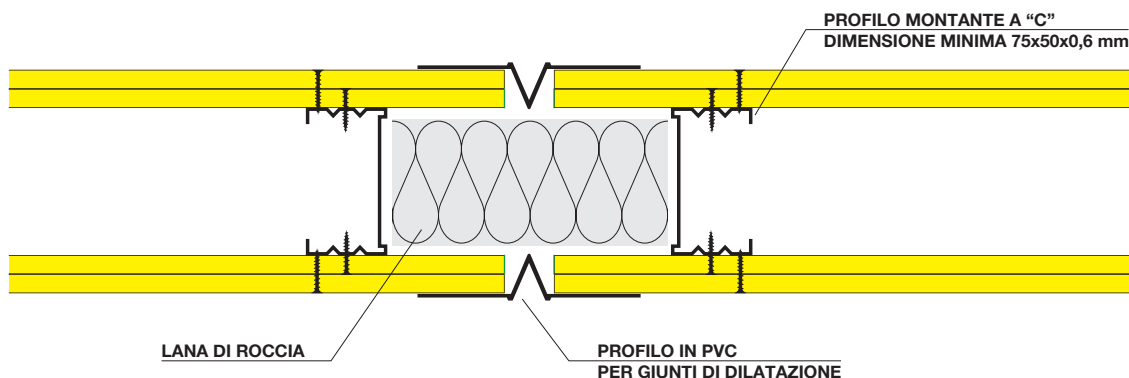 PROFILO MONTANTE A “C”
DIMENSIONE MINIMA 75x50x0,6 mm
LANA DI ROCCIA
PROFILO IN PVC
PER GIUNTI DI DILATAZIONE